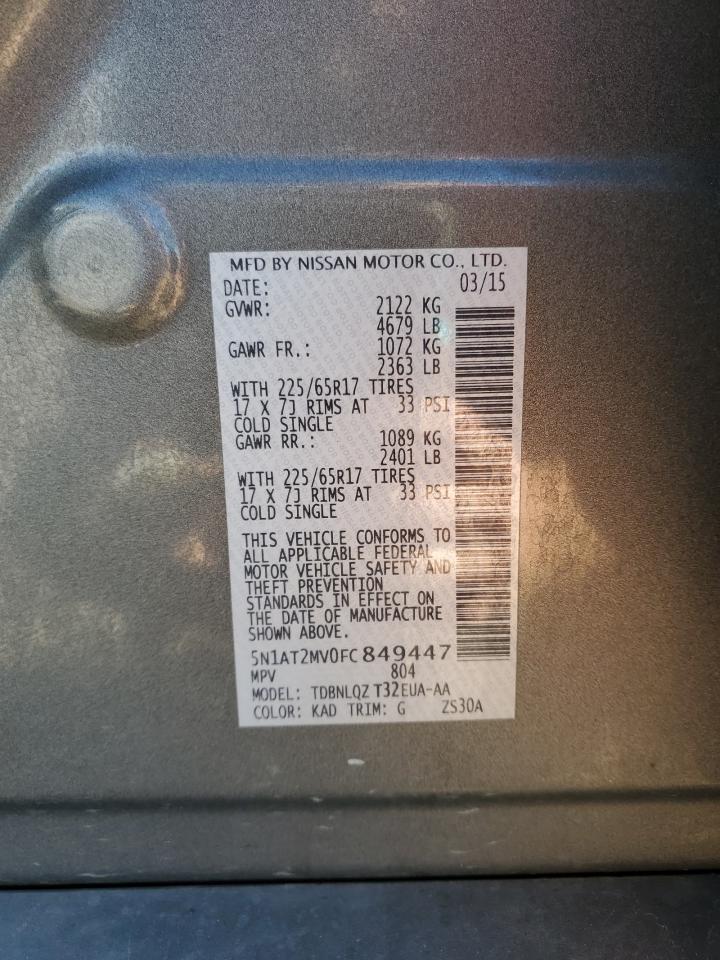 MFD BY NISSAN MOTOR CO., LTD.
DATE: 03/15
GVWR: 2122 KG
4679 LB
GAWR FR.: 1072 KG
2363 LB
WITH 225/65R17 TIRES
17 X 7J RIMS AT 33 PSI
COLD SINGLE
GAWR RR.: 1089 KG
2401 LB
WITH 225/65R17 TIRES
17 X 7J RIMS AT 33 PSI
COLD SINGLE
THIS VEHICLE CONFORMS TO
ALL APPLICABLE FEDERAL
MOTOR VEHICLE SAFETY AND
THEFT PREVENTION
STANDARDS IN EFFECT ON
THE DATE OF MANUFACTURE
SHOWN ABOVE.
5N1AT2MV0FC849447
MPV 804
MODEL: TDBNLQZ T32EUA-AA
COLOR: KAD TRIM: G ZS30A